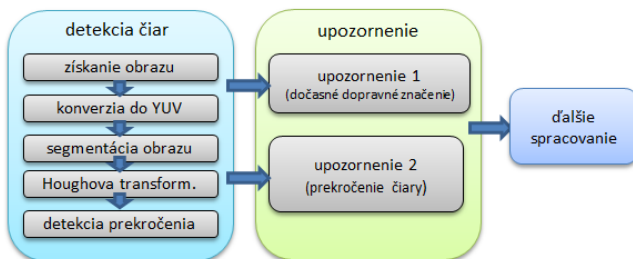 detekcia čiar
získanie obrazu
konverzia do YUV
segmentácia obrazu
Houghova transform.
detekcia prekročenia
upozornenie
upozornenie 1
(dočasné dopravné značenie)
upozornenie 2
(prekročenie čiary)
ďalšie
spracovanie